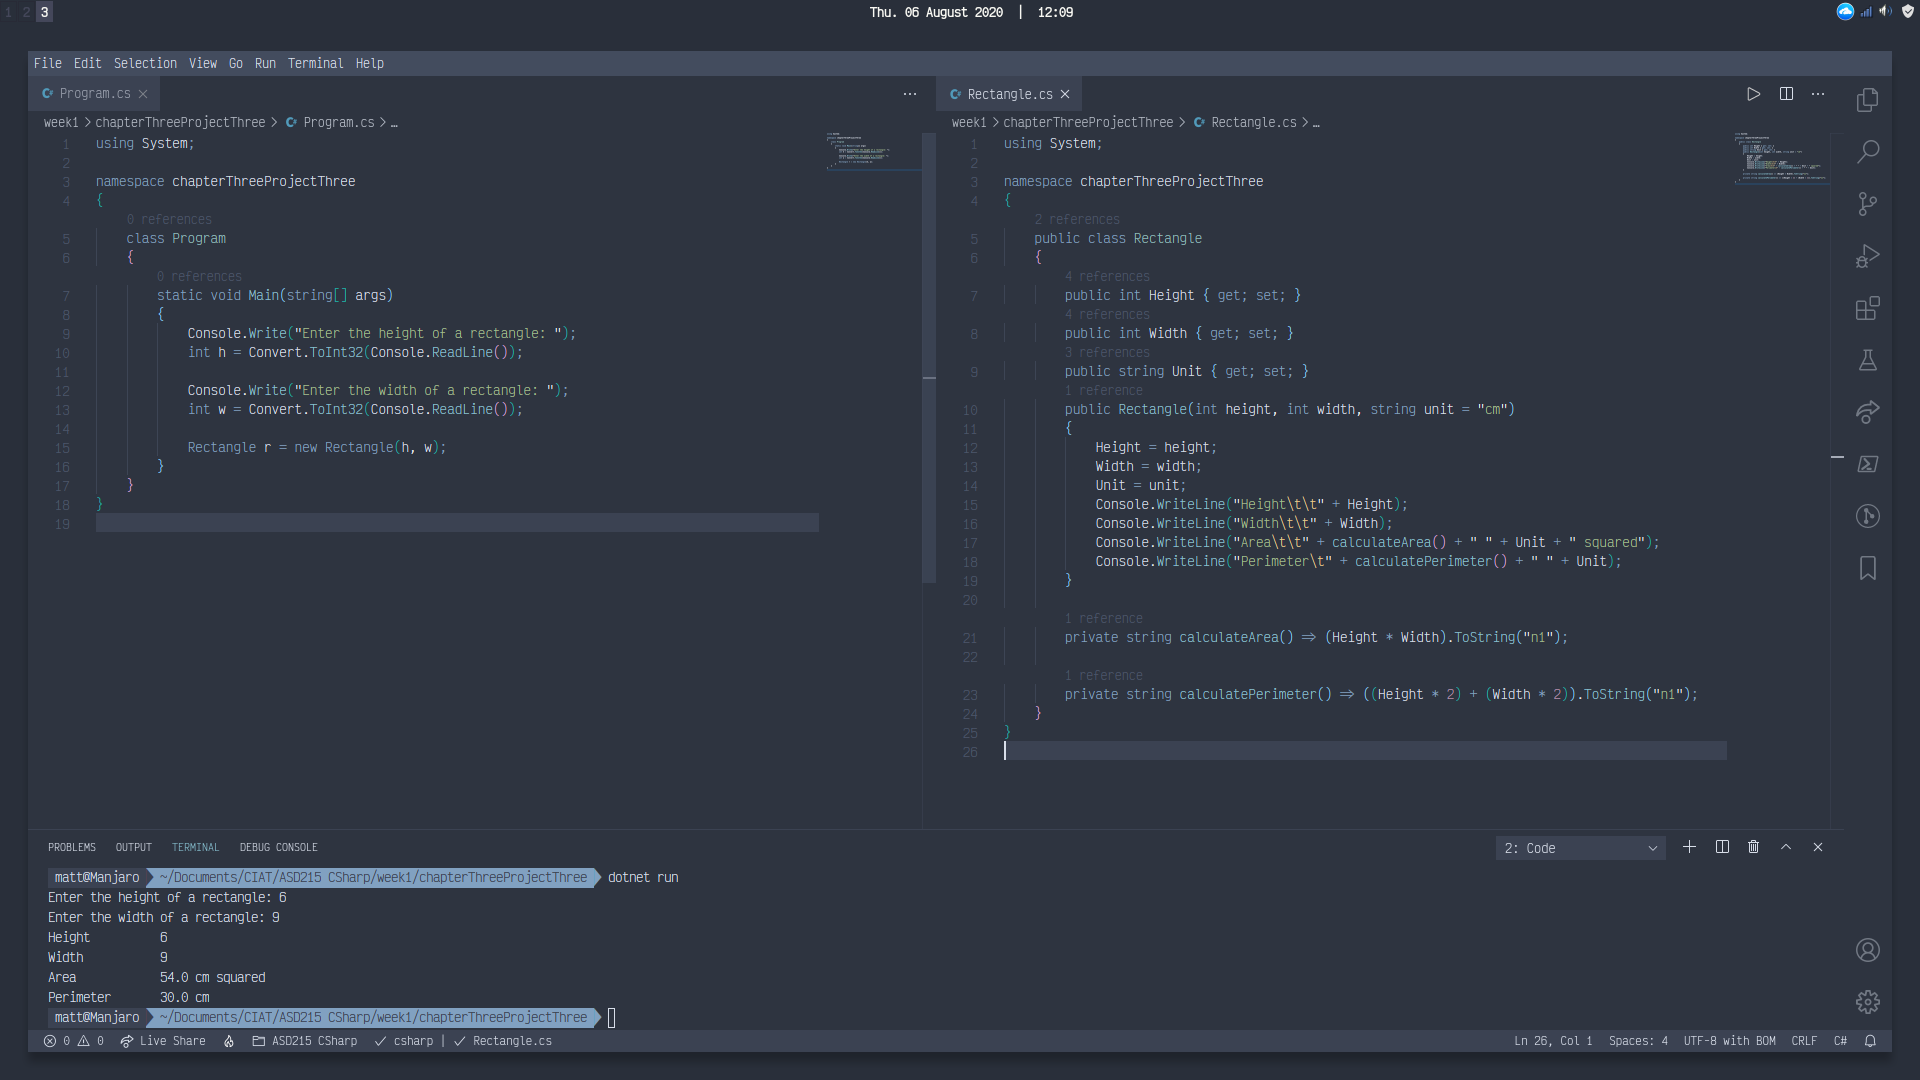 1 2 3
Thu. 06 August 2020 | 12:09
File Edit Selection View Go Run Terminal Help
Program.cs
week1 > chapterThreeProjectThree > Program.cs > …
1 using System;
2
3 namespace chapterThreeProjectThree
4 {
0 references
5 class Program
6 {
0 references
7 static void Main(string[] args)
8 {
9 Console.Write("Enter the height of a rectangle: ");
10 int h = Convert.ToInt32(Console.ReadLine());
11
12 Console.Write("Enter the width of a rectangle: ");
13 int w = Convert.ToInt32(Console.ReadLine());
14
15 Rectangle r = new Rectangle(h, w);
16 }
17 }
18 }
19
Rectangle.cs
week1 > chapterThreeProjectThree > Rectangle.cs > …
1 using System;
2
3 namespace chapterThreeProjectThree
4 {
2 references
5 public class Rectangle
6 {
4 references
7 public int Height { get; set; }
4 references
8 public int Width { get; set; }
3 references
9 public string Unit { get; set; }
1 reference
10 public Rectangle(int height, int width, string unit = "cm")
11 {
12 Height = height;
13 Width = width;
14 Unit = unit;
15 Console.WriteLine("Height\t\t" + Height);
16 Console.WriteLine("Width\t\t" + Width);
17 Console.WriteLine("Area\t\t" + calculateArea() + " " + Unit + " squared");
18 Console.WriteLine("Perimeter\t" + calculatePerimeter() + " " + Unit);
19 }
20
1 reference
21 private string calculateArea() => (Height * Width).ToString("n1");
22
1 reference
23 private string calculatePerimeter() => ((Height * 2) + (Width * 2)).ToString("n1");
24 }
25 }
26
PROBLEMS OUTPUT TERMINAL DEBUG CONSOLE
2: Code
matt@Manjaro ~/Documents/CIAT/ASD215 CSharp/week1/chapterThreeProjectThree dotnet run
Enter the height of a rectangle: 6
Enter the width of a rectangle: 9
Height 6
Width 9
Area 54.0 cm squared
Perimeter 30.0 cm
matt@Manjaro ~/Documents/CIAT/ASD215 CSharp/week1/chapterThreeProjectThree
0 0 Live Share ASD215 CSharp csharp | Rectangle.cs
Ln 26, Col 1 Spaces: 4 UTF-8 with BOM CRLF C#